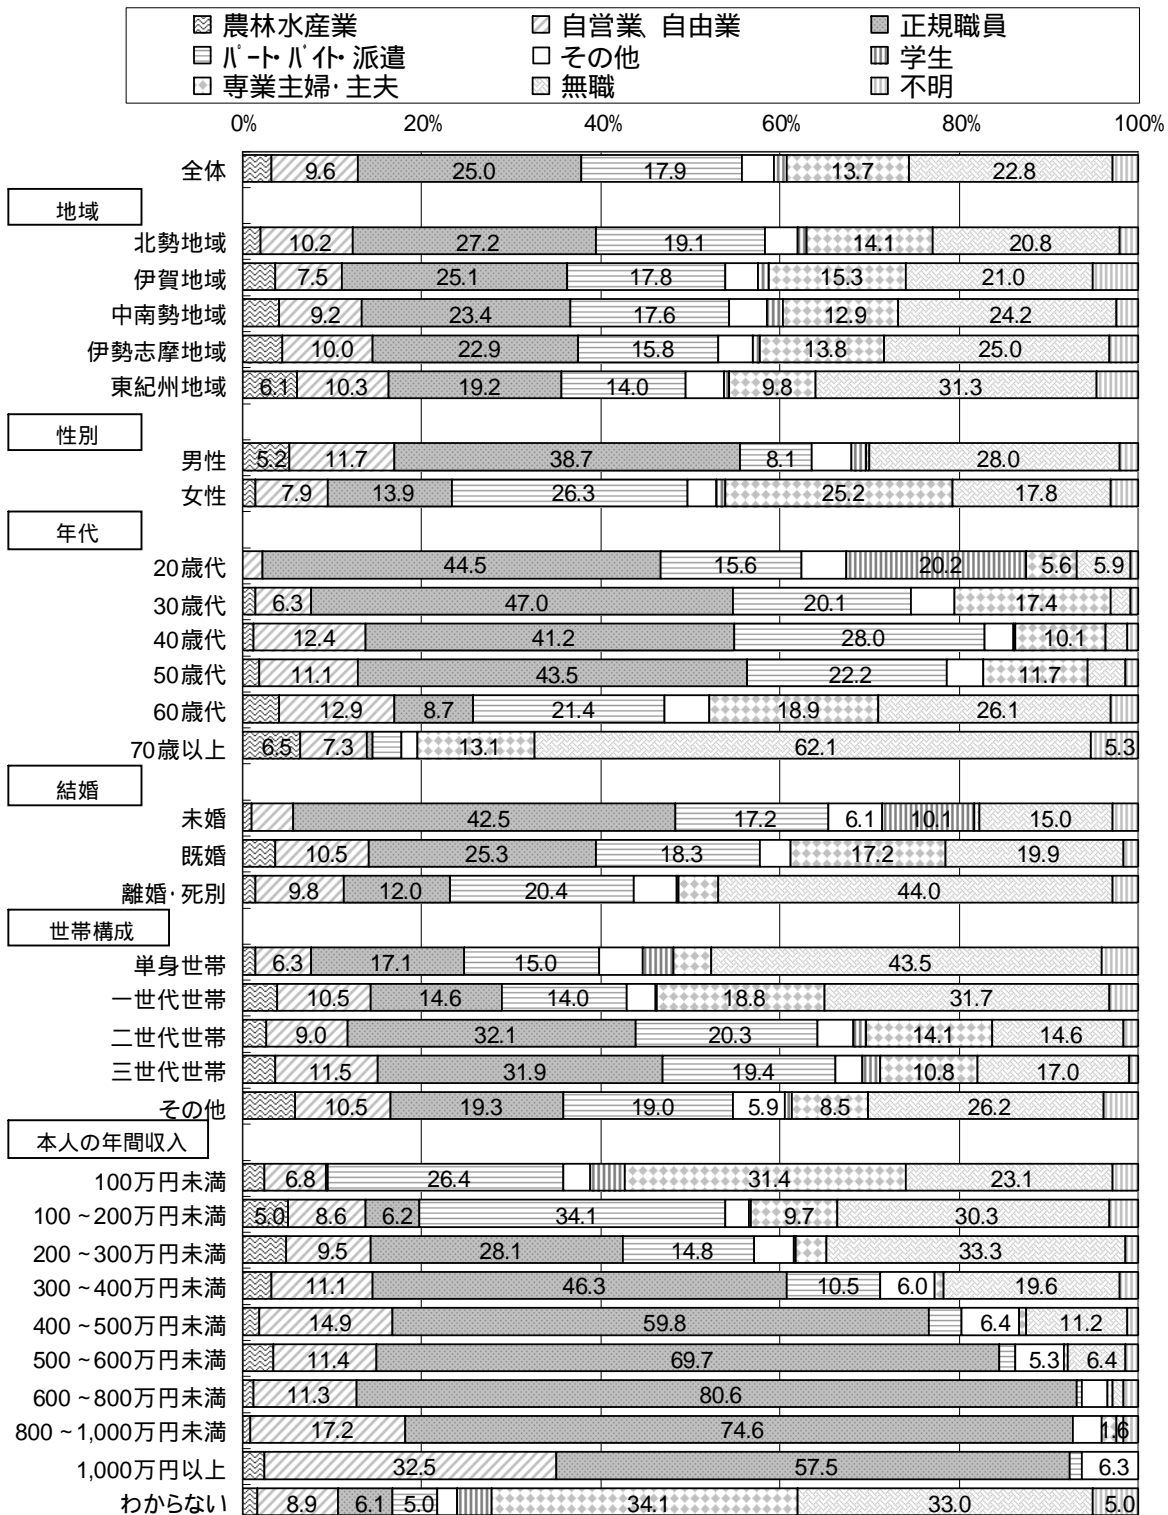 農林水産業 自営業、自由業 正規職員
パート・バイト・派遣 その他 学生
専業主婦・主夫 無職 不明
0% 20% 40% 60% 80% 100%
全体 9.6 25.0 17.9 13.7 22.8
地域
北勢地域 10.2 27.2 19.1 14.1 20.8
伊賀地域 7.5 25.1 17.8 15.3 21.0
中南勢地域 9.2 23.4 17.6 12.9 24.2
伊勢志摩地域 10.0 22.9 15.8 13.8 25.0
東紀州地域 6.1 10.3 19.2 14.0 9.8 31.3
性別
男性 5.2 11.7 38.7 8.1 28.0
女性 7.9 13.9 26.3 25.2 17.8
年代
20歳代 44.5 15.6 20.2 5.6 5.9
30歳代 6.3 47.0 20.1 17.4
40歳代 12.4 41.2 28.0 10.1
50歳代 11.1 43.5 22.2 11.7
60歳代 12.9 8.7 21.4 18.9 26.1
70歳以上 6.5 7.3 13.1 62.1 5.3
結婚
未婚 42.5 17.2 6.1 10.1 15.0
既婚 10.5 25.3 18.3 17.2 19.9
離婚・死別 9.8 12.0 20.4 44.0
世帯構成
単身世帯 6.3 17.1 15.0 43.5
一世代世帯 10.5 14.6 14.0 18.8 31.7
二世代世帯 9.0 32.1 20.3 14.1 14.6
三世代世帯 11.5 31.9 19.4 10.8 17.0
その他 10.5 19.3 19.0 5.9 8.5 26.2
本人の年間収入
100万円未満 6.8 26.4 31.4 23.1
100~200万円未満 5.0 8.6 6.2 34.1 9.7 30.3
200~300万円未満 9.5 28.1 14.8 33.3
300~400万円未満 11.1 46.3 10.5 6.0 19.6
400~500万円未満 14.9 59.8 6.4 11.2
500~600万円未満 11.4 69.7 5.3 6.4
600~800万円未満 11.3 80.6
800~1,000万円未満 17.2 74.6 1.6
1,000万円以上 32.5 57.5 6.3
わからない 8.9 6.1 5.0 34.1 33.0 5.0